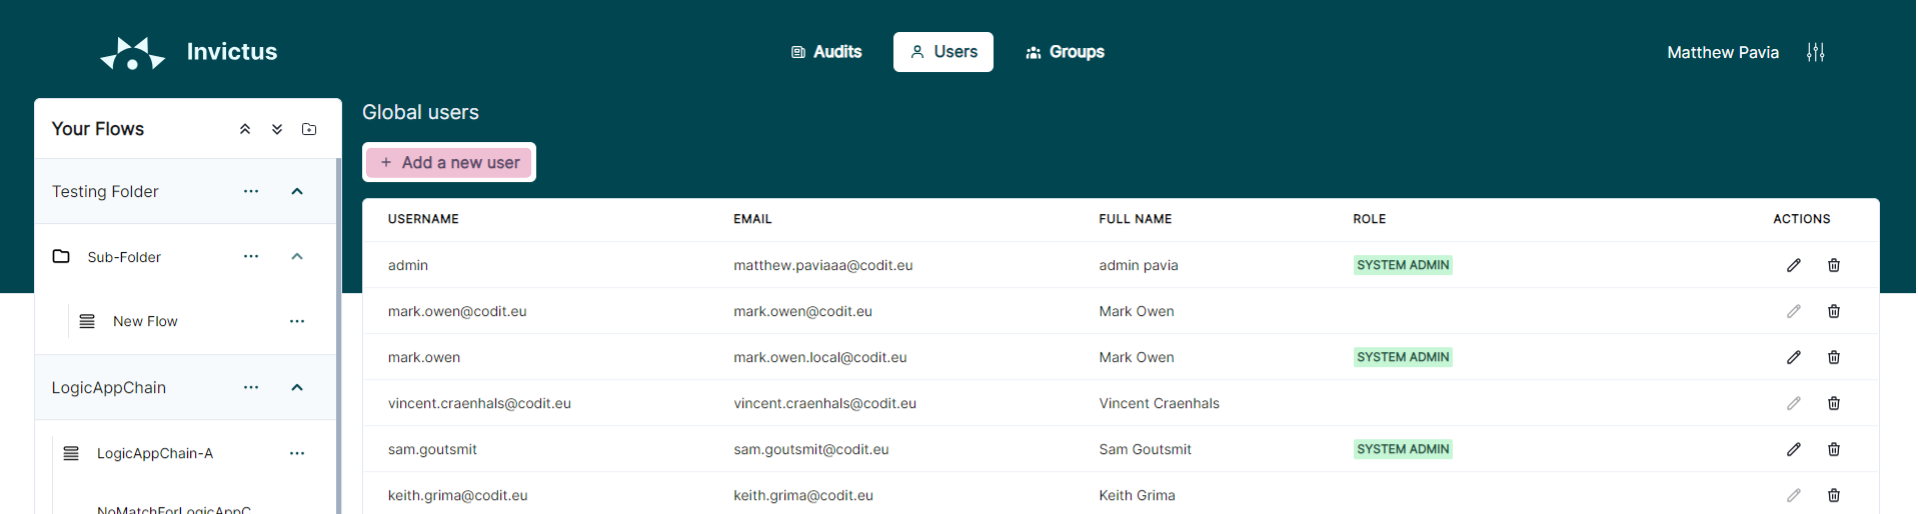 Invictus
Audits
Users
Groups
Matthew Pavia
Your Flows
Testing Folder
Sub-Folder
New Flow
LogicAppChain
LogicAppChain-A
NoMatchForLogicAppC
Global users
+ Add a new user
USERNAME EMAIL FULL NAME ROLE ACTIONS
admin matthew.paviaaa@codit.eu admin pavia SYSTEM ADMIN
mark.owen@codit.eu mark.owen@codit.eu Mark Owen
mark.owen mark.owen.local@codit.eu Mark Owen SYSTEM ADMIN
vincent.craenhals@codit.eu vincent.craenhals@codit.eu Vincent Craenhals
sam.goutsmit sam.goutsmit@codit.eu Sam Goutsmit SYSTEM ADMIN
keith.grima@codit.eu keith.grima@codit.eu Keith Grima